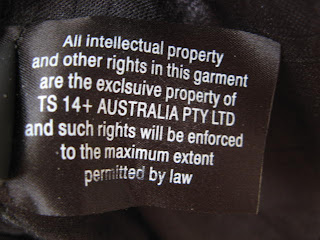 All intellectual property
and other rights in this garment
are the exclsuive property of
TS 14+ AUSTRALIA PTY LTD
and such rights will be enforced
to the maximum extent
permitted by law